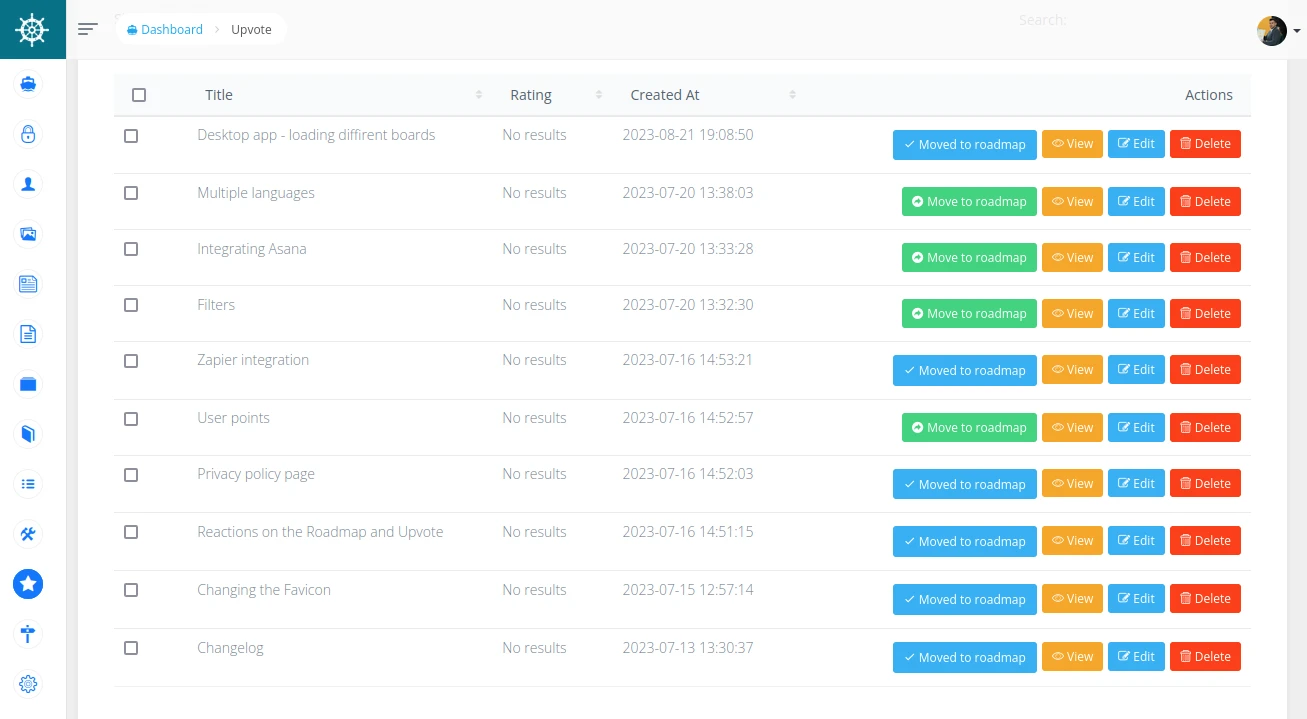 Dashboard > Upvote
Search:
Title Rating Created At Actions
Desktop app - loading diffirent boards No results 2023-08-21 19:08:50 Moved to roadmap View Edit Delete
Multiple languages No results 2023-07-20 13:38:03 Move to roadmap View Edit Delete
Integrating Asana No results 2023-07-20 13:33:28 Move to roadmap View Edit Delete
Filters No results 2023-07-20 13:32:30 Move to roadmap View Edit Delete
Zapier integration No results 2023-07-16 14:53:21 Moved to roadmap View Edit Delete
User points No results 2023-07-16 14:52:57 Move to roadmap View Edit Delete
Privacy policy page No results 2023-07-16 14:52:03 Moved to roadmap View Edit Delete
Reactions on the Roadmap and Upvote No results 2023-07-16 14:51:15 Moved to roadmap View Edit Delete
Changing the Favicon No results 2023-07-15 12:57:14 Moved to roadmap View Edit Delete
Changelog No results 2023-07-13 13:30:37 Moved to roadmap View Edit Delete